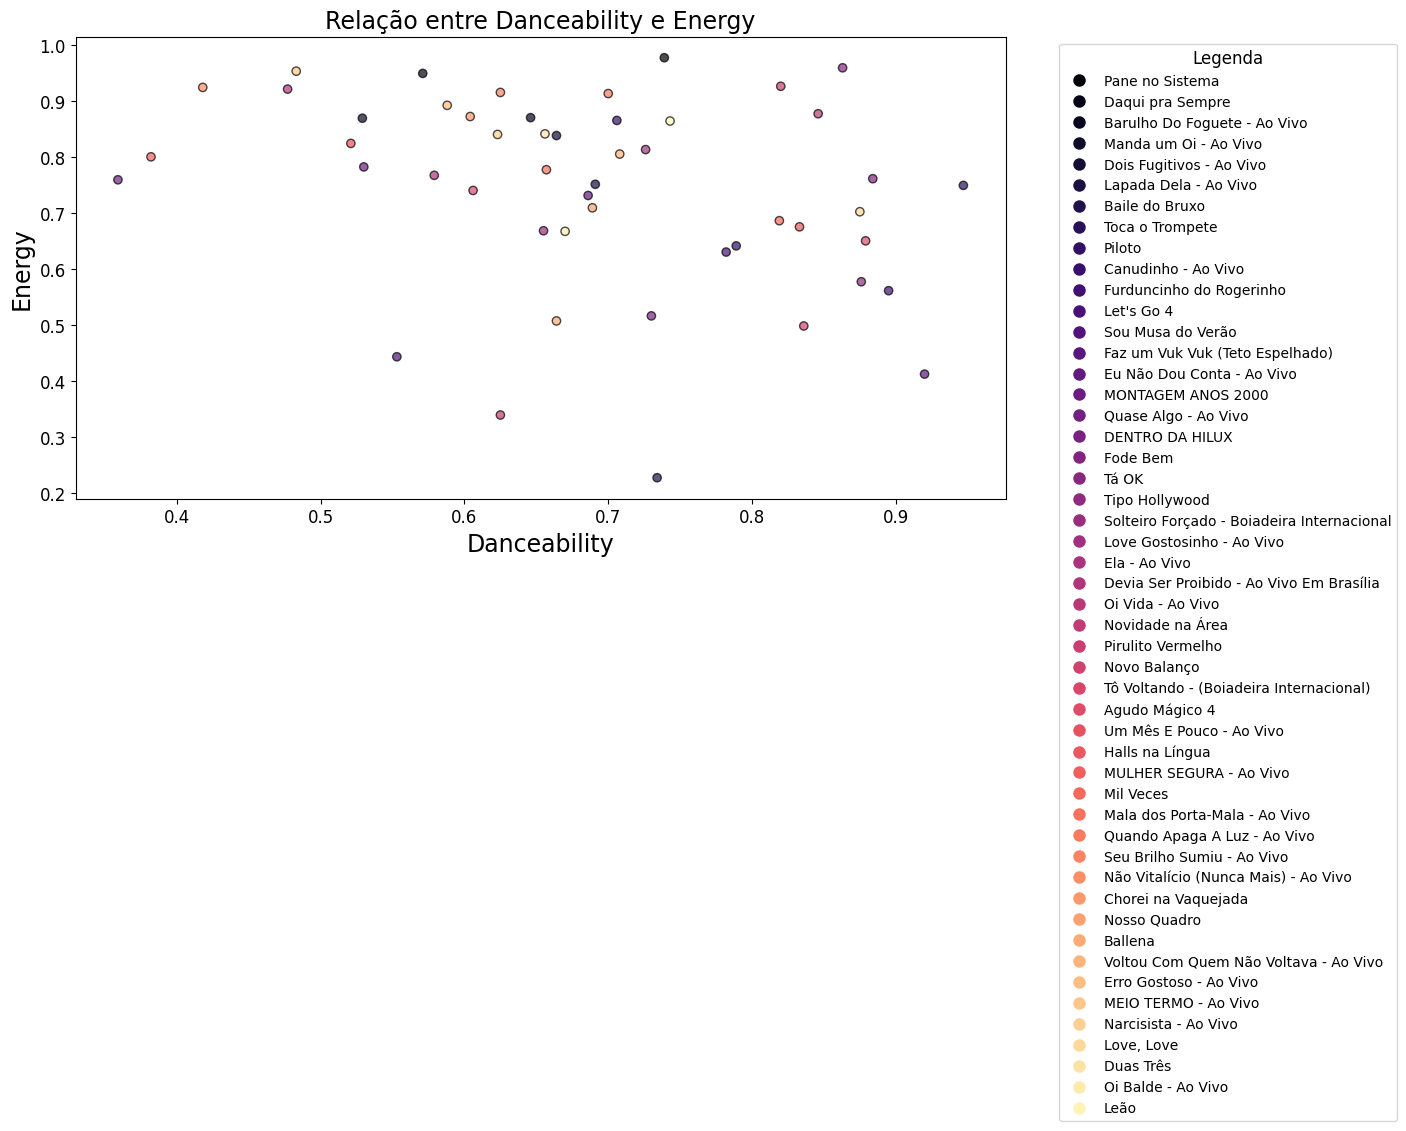 Relação entre Danceability e Energy
1.0
0.9
0.8
0.7
0.6
0.5
0.4
0.3
0.2
Energy
0.4 0.5 0.6 0.7 0.8 0.9
Danceability
Legenda
Pane no Sistema
Daqui pra Sempre
Barulho Do Foguete - Ao Vivo
Manda um Oi - Ao Vivo
Dois Fugitivos - Ao Vivo
Lapada Dela - Ao Vivo
Baile do Bruxo
Toca o Trompete
Piloto
Canudinho - Ao Vivo
Furduncinho do Rogerinho
Let's Go 4
Sou Musa do Verão
Faz um Vuk Vuk (Teto Espelhado)
Eu Não Dou Conta - Ao Vivo
MONTAGEM ANOS 2000
Quase Algo - Ao Vivo
DENTRO DA HILUX
Fode Bem
Tá OK
Tipo Hollywood
Solteiro Forçado - Boiadeira Internacional
Love Gostosinho - Ao Vivo
Ela - Ao Vivo
Devia Ser Proibido - Ao Vivo Em Brasília
Oi Vida - Ao Vivo
Novidade na Área
Pirulito Vermelho
Novo Balanço
Tô Voltando - (Boiadeira Internacional)
Agudo Mágico 4
Um Mês E Pouco - Ao Vivo
Halls na Língua
MULHER SEGURA - Ao Vivo
Mil Veces
Mala dos Porta-Mala - Ao Vivo
Quando Apaga A Luz - Ao Vivo
Seu Brilho Sumiu - Ao Vivo
Não Vitalício (Nunca Mais) - Ao Vivo
Chorei na Vaquejada
Nosso Quadro
Ballena
Voltou Com Quem Não Voltava - Ao Vivo
Erro Gostoso - Ao Vivo
MEIO TERMO - Ao Vivo
Narcisista - Ao Vivo
Love, Love
Duas Três
Oi Balde - Ao Vivo
Leão